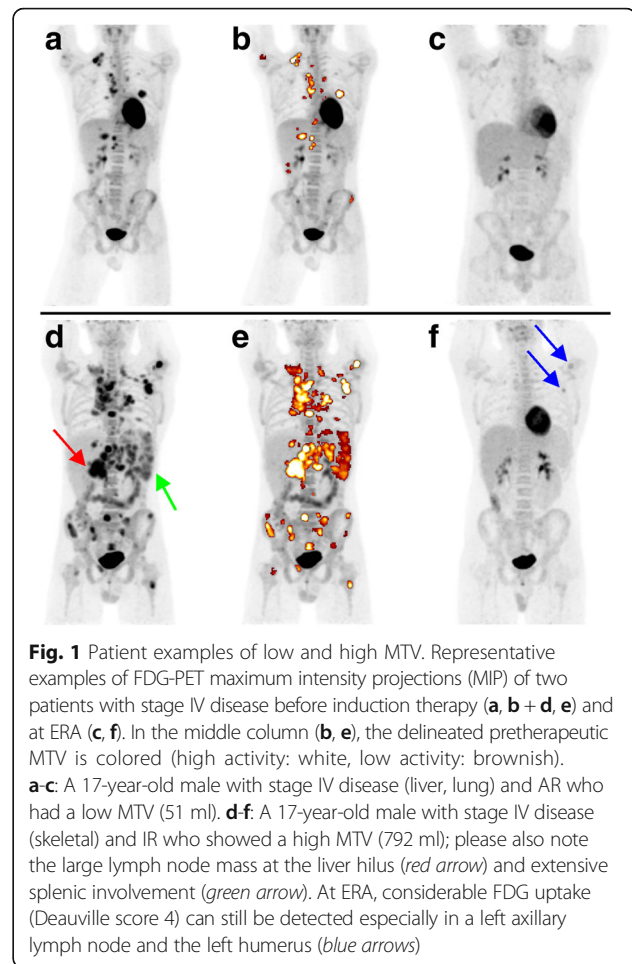 a
b
c
d
e
f
Fig. 1 Patient examples of low and high MTV. Representative
examples of FDG-PET maximum intensity projections (MIP) of two
patients with stage IV disease before induction therapy (a, b + d, e) and
at ERA (c, f). In the middle column (b, e), the delineated pretherapeutic
MTV is colored (high activity: white, low activity: brownish).
a-c: A 17-year-old male with stage IV disease (liver, lung) and AR who
had a low MTV (51 ml). d-f: A 17-year-old male with stage IV disease
(skeletal) and IR who showed a high MTV (792 ml); please also note
the large lymph node mass at the liver hilus (red arrow) and extensive
splenic involvement (green arrow). At ERA, considerable FDG uptake
(Deauville score 4) can still be detected especially in a left axillary
lymph node and the left humerus (blue arrows)